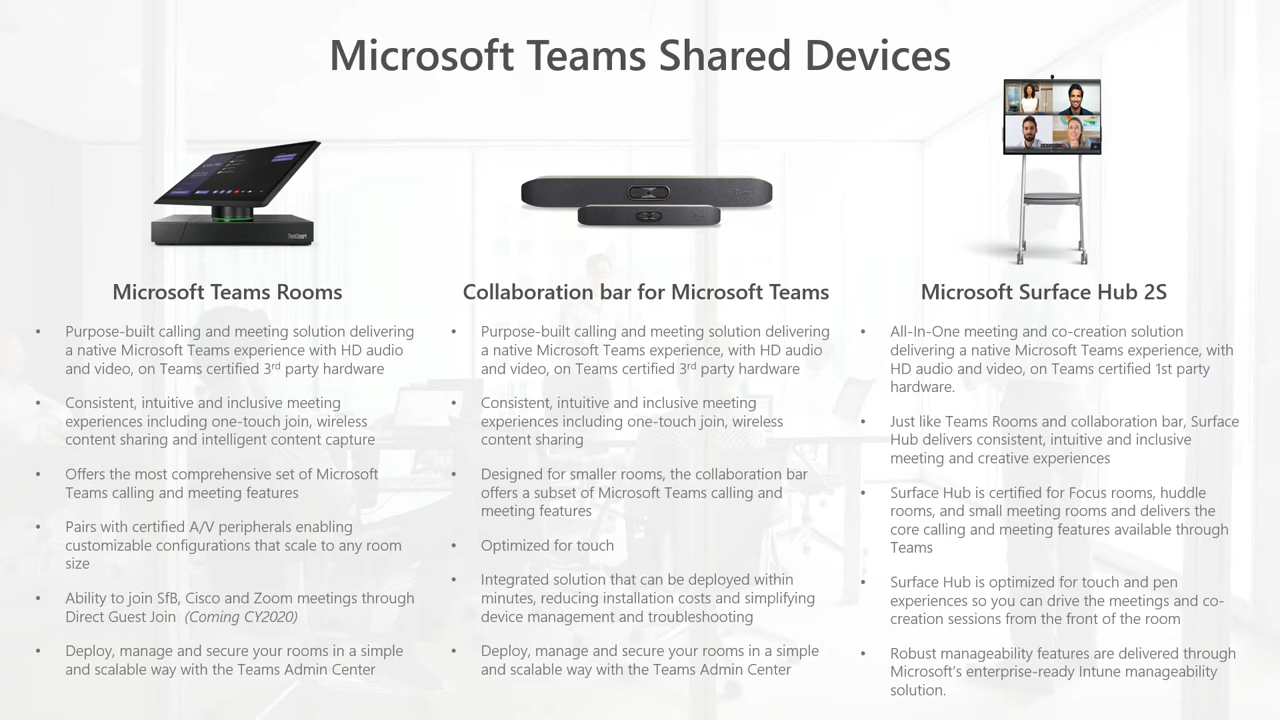 Microsoft Teams Shared Devices
ThinkSmart
Microsoft Teams Rooms
• Purpose-built calling and meeting solution delivering
a native Microsoft Teams experience with HD audio
and video, on Teams certified 3rd party hardware
• Consistent, intuitive and inclusive meeting
experiences including one-touch join, wireless
content sharing and intelligent content capture
• Offers the most comprehensive set of Microsoft
Teams calling and meeting features
• Pairs with certified A/V peripherals enabling
customizable configurations that scale to any room
size
• Ability to join SfB, Cisco and Zoom meetings through
Direct Guest Join (Coming CY2020)
• Deploy, manage and secure your rooms in a simple
and scalable way with the Teams Admin Center
Collaboration bar for Microsoft Teams
• Purpose-built calling and meeting solution delivering
a native Microsoft Teams experience, with HD audio
and video, on Teams certified 3rd party hardware
• Consistent, intuitive and inclusive meeting
experiences including one-touch join, wireless
content sharing
• Designed for smaller rooms, the collaboration bar
offers a subset of Microsoft Teams calling and
meeting features
• Optimized for touch
• Integrated solution that can be deployed within
minutes, reducing installation costs and simplifying
device management and troubleshooting
• Deploy, manage and secure your rooms in a simple
and scalable way with the Teams Admin Center
Microsoft Surface Hub 2S
• All-In-One meeting and co-creation solution
delivering a native Microsoft Teams experience, with
HD audio and video, on Teams certified 1st party
hardware.
• Just like Teams Rooms and collaboration bar, Surface
Hub delivers consistent, intuitive and inclusive
meeting and creative experiences
• Surface Hub is certified for Focus rooms, huddle
rooms, and small meeting rooms and delivers the
core calling and meeting features available through
Teams
• Surface Hub is optimized for touch and pen
experiences so you can drive the meetings and co-
creation sessions from the front of the room
• Robust manageability features are delivered through
Microsoft's enterprise-ready Intune manageability
solution.